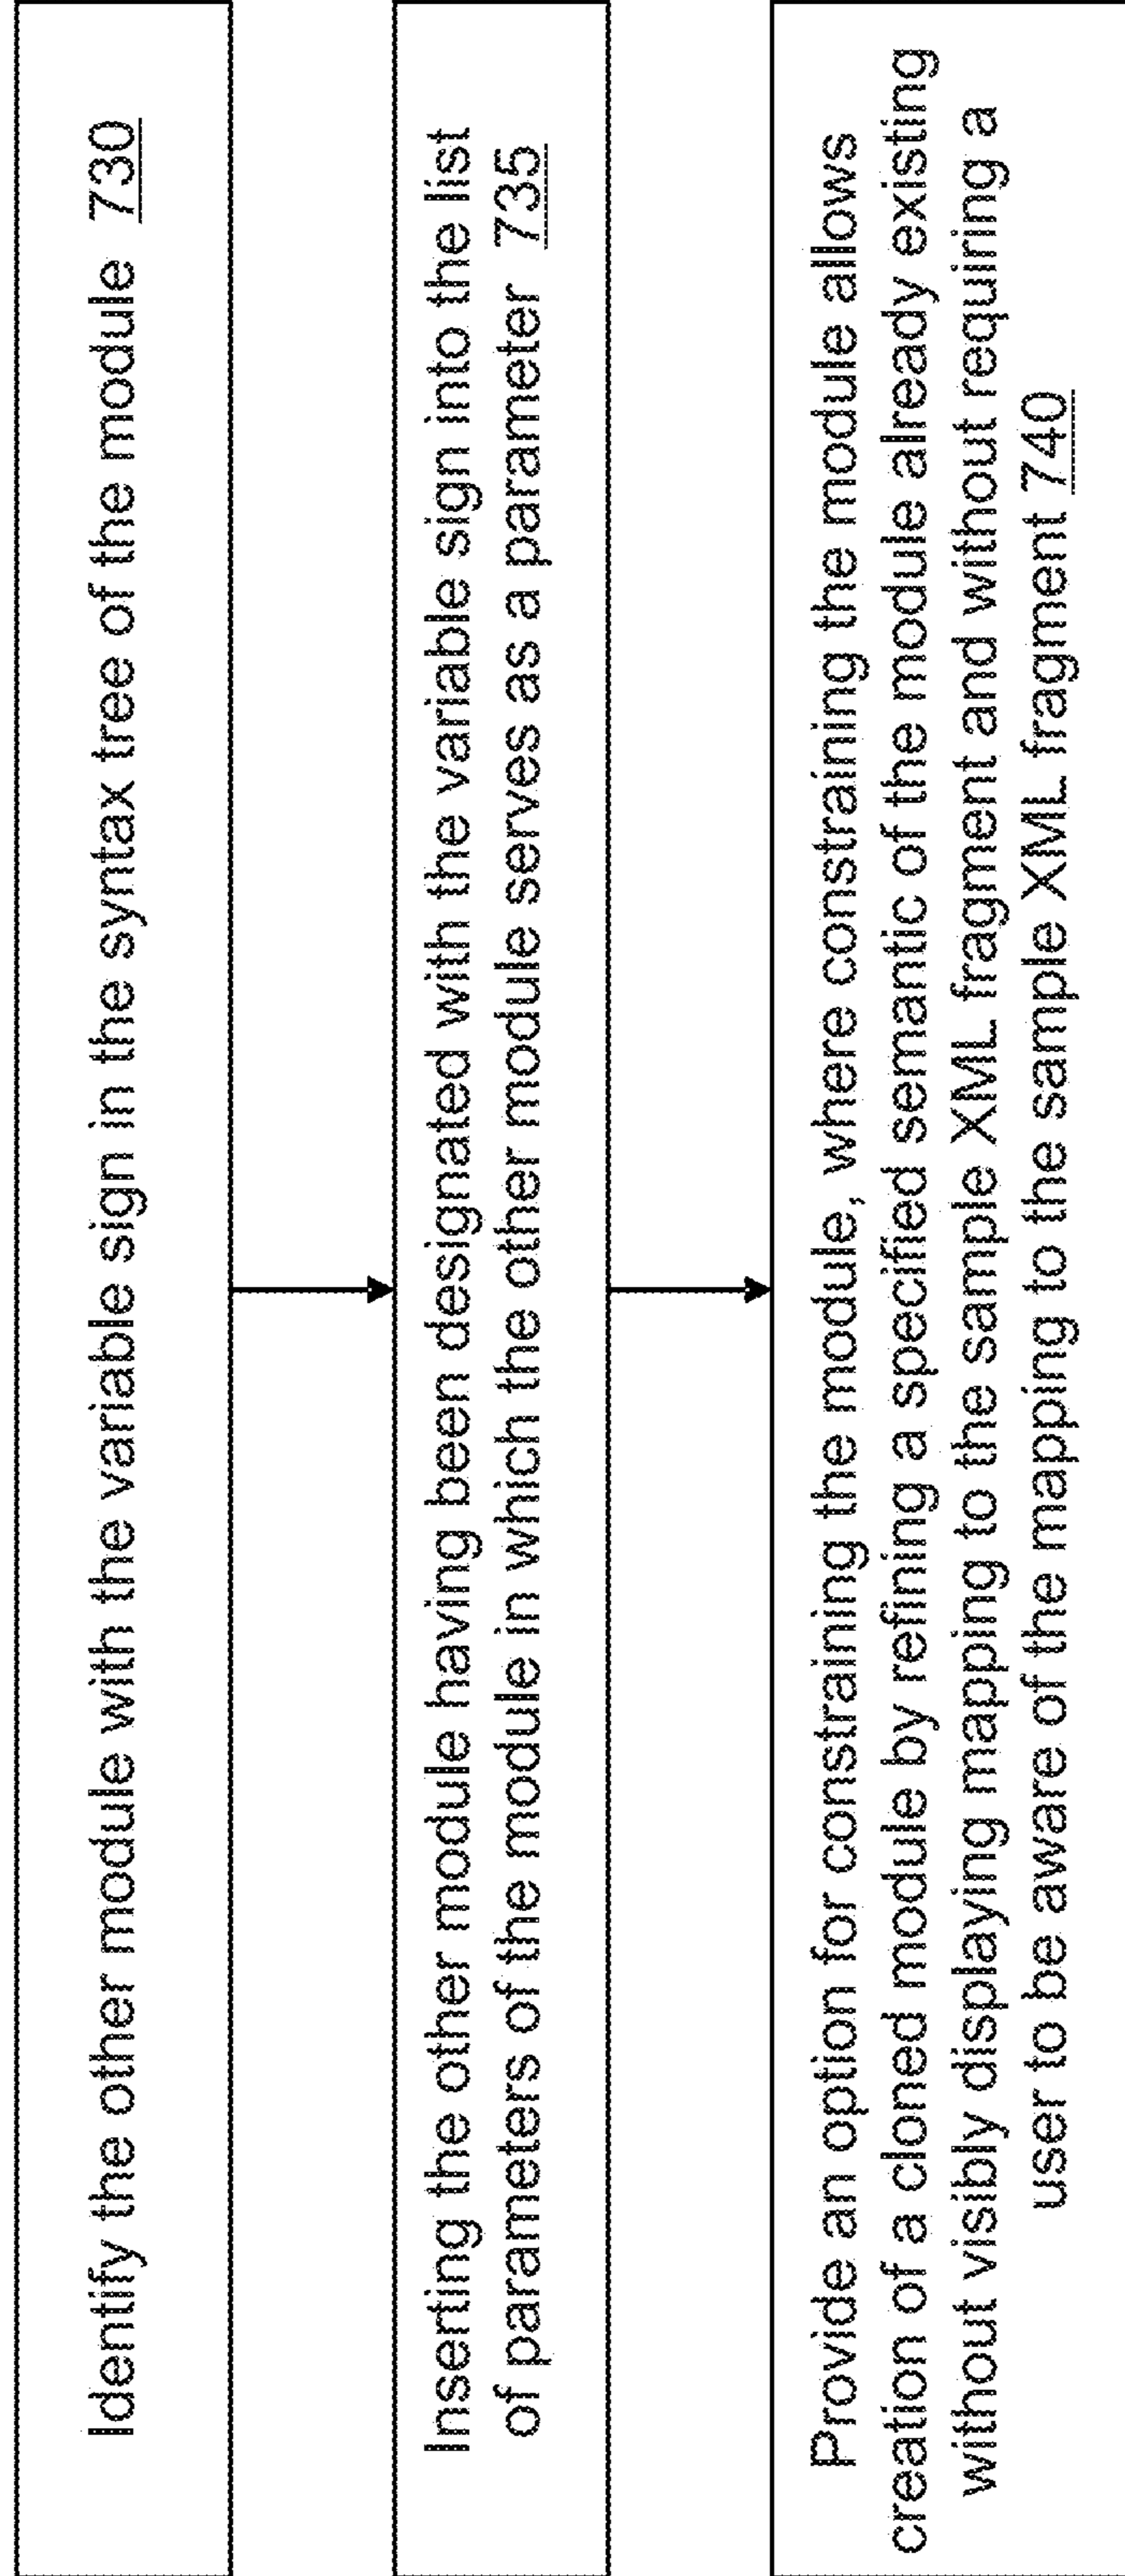 Identify the other module with the variable sign in the syntax tree of the module 730
Inserting the other module having been designated with the variable sign into the list
of parameters of the module in which the other module serves as a parameter 735
Provide an option for constraining the module, where constraining the module allows
creation of a cloned module by refining a specified semantic of the module already existing
without visibly displaying mapping to the sample XML fragment and without requiring a
user to be aware of the mapping to the sample XML fragment 740